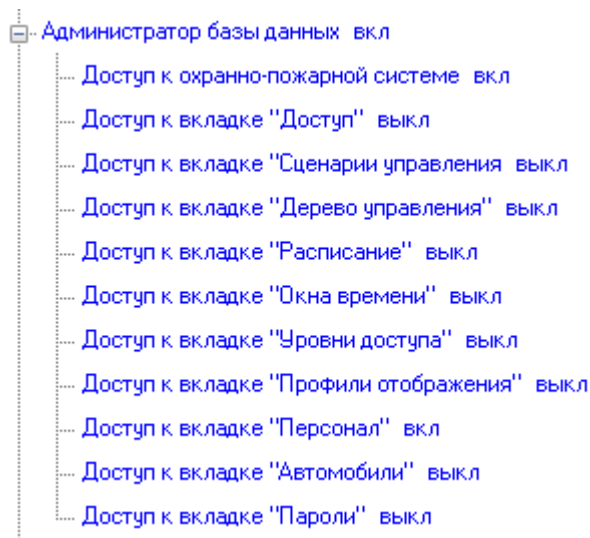 Администратор базы данных вкл
Доступ к охранно-пожарной системе вкл
Доступ к вкладке "Доступ" выкл
Доступ к вкладке "Сценарии управления выкл
Доступ к вкладке "Дерево управления" выкл
Доступ к вкладке "Расписание" выкл
Доступ к вкладке "Окна времени" выкл
Доступ к вкладке "Уровни доступа" выкл
Доступ к вкладке "Профили отображения" выкл
Доступ к вкладке "Персонал" вкл
Доступ к вкладке "Автомобили" выкл
Доступ к вкладке "Пароли" выкл